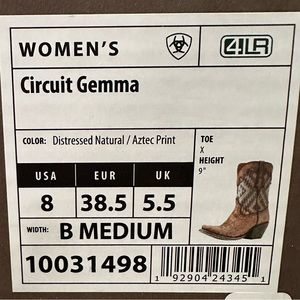 WOMEN'S
4LR
Circuit Gemma
COLOR: Distressed Natural / Aztec Print
TOE
X
HEIGHT
9"
USA EUR UK
8 38.5 5.5
WIDTH: B MEDIUM
10031498
1 92904 24345 1